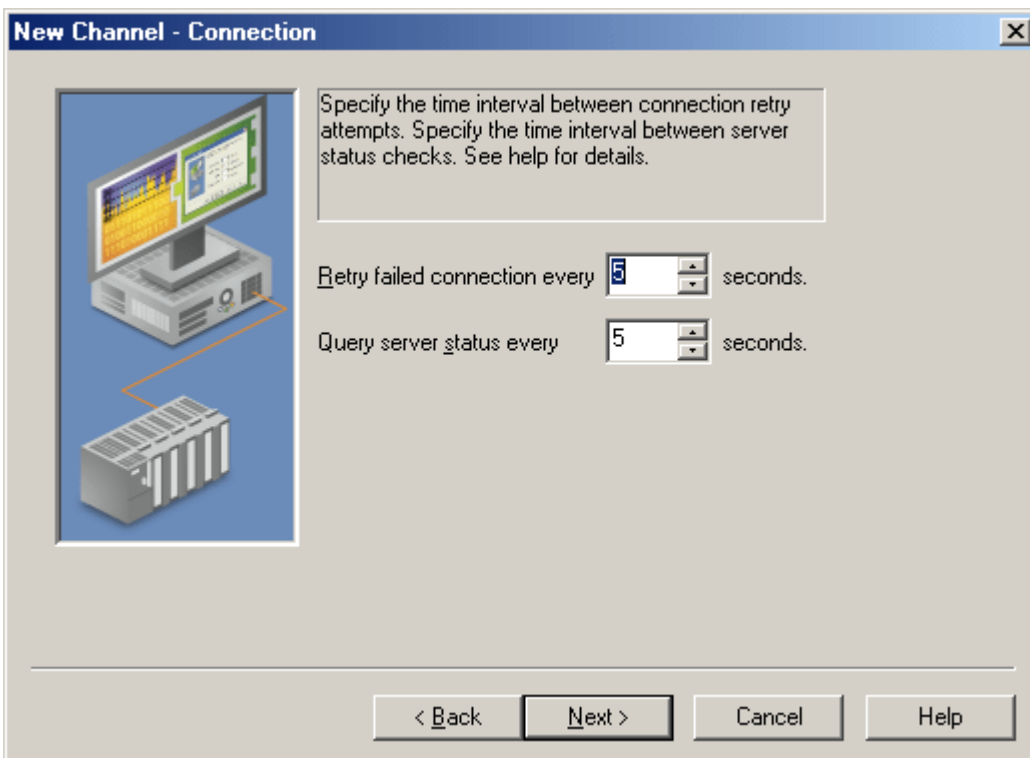 New Channel - Connection
Specify the time interval between connection retry
attempts. Specify the time interval between server
status checks. See help for details.
Retry failed connection every 5 seconds.
Query server status every 5 seconds.
< Back Next > Cancel Help